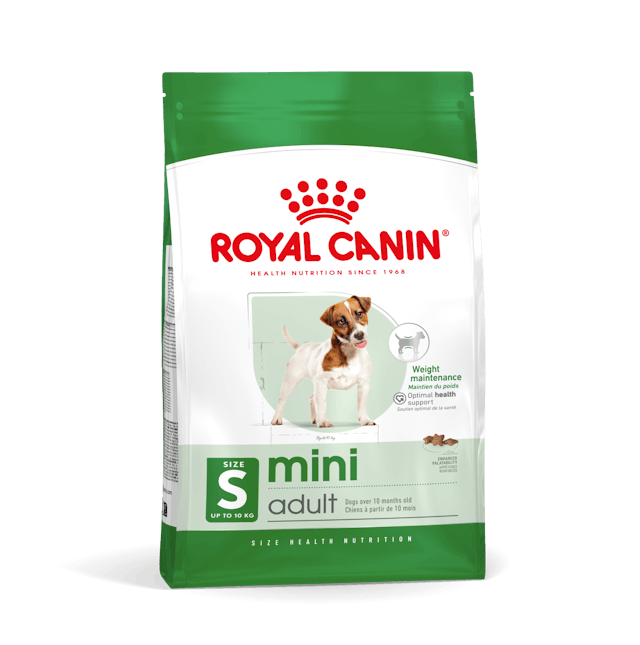 ROYAL CANIN®
HEALTH NUTRITION SINCE 1968
Weight
maintenance
Maintien du poids
Optimal health
support
Soutien optimal de la santé
ENHANCED
PALATABILITY
SIZE
S
UP TO 10 KG
mini
adult
Dogs over 10 months old
Chiens à partir de 10 mois
SIZE HEALTH NUTRITION